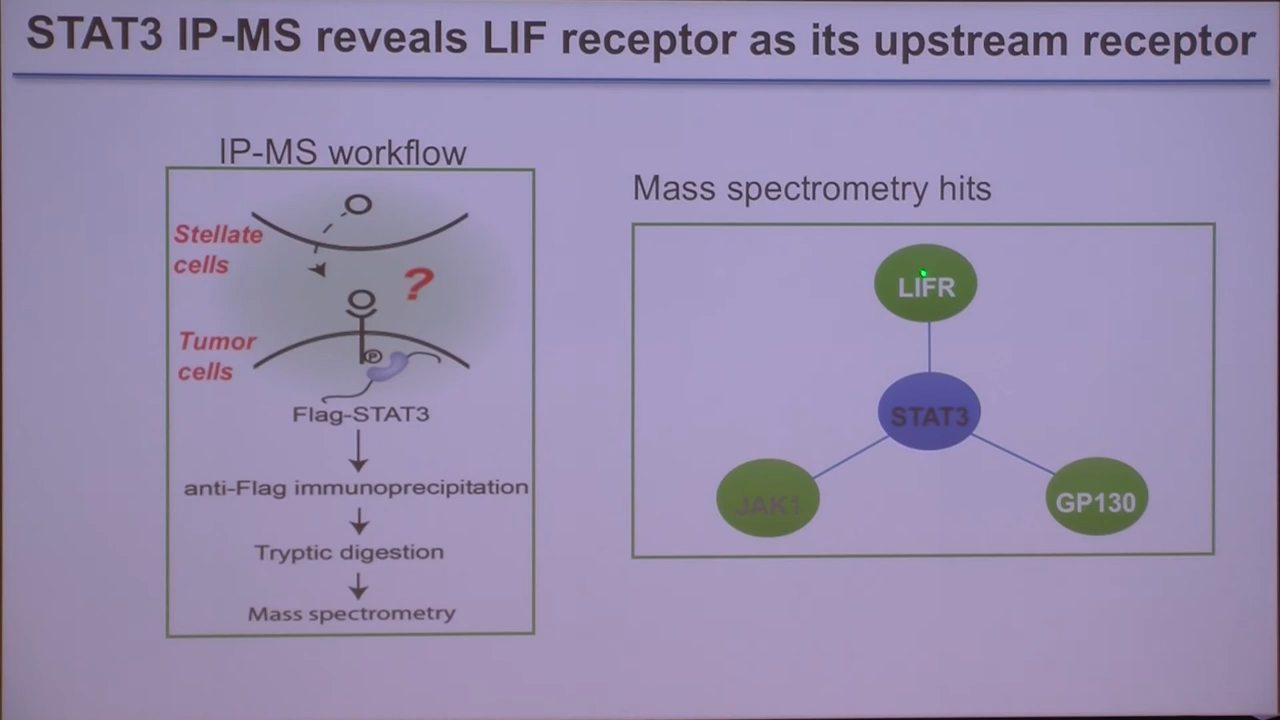 STAT3 IP-MS reveals LIF receptor as its upstream receptor
IP-MS workflow
Stellate
cells
?
Tumor
cells
P
Flag-STAT3
anti-Flag immunoprecipitation
Tryptic digestion
Mass spectrometry
Mass spectrometry hits
LIFR
STAT3
JAK1
GP130